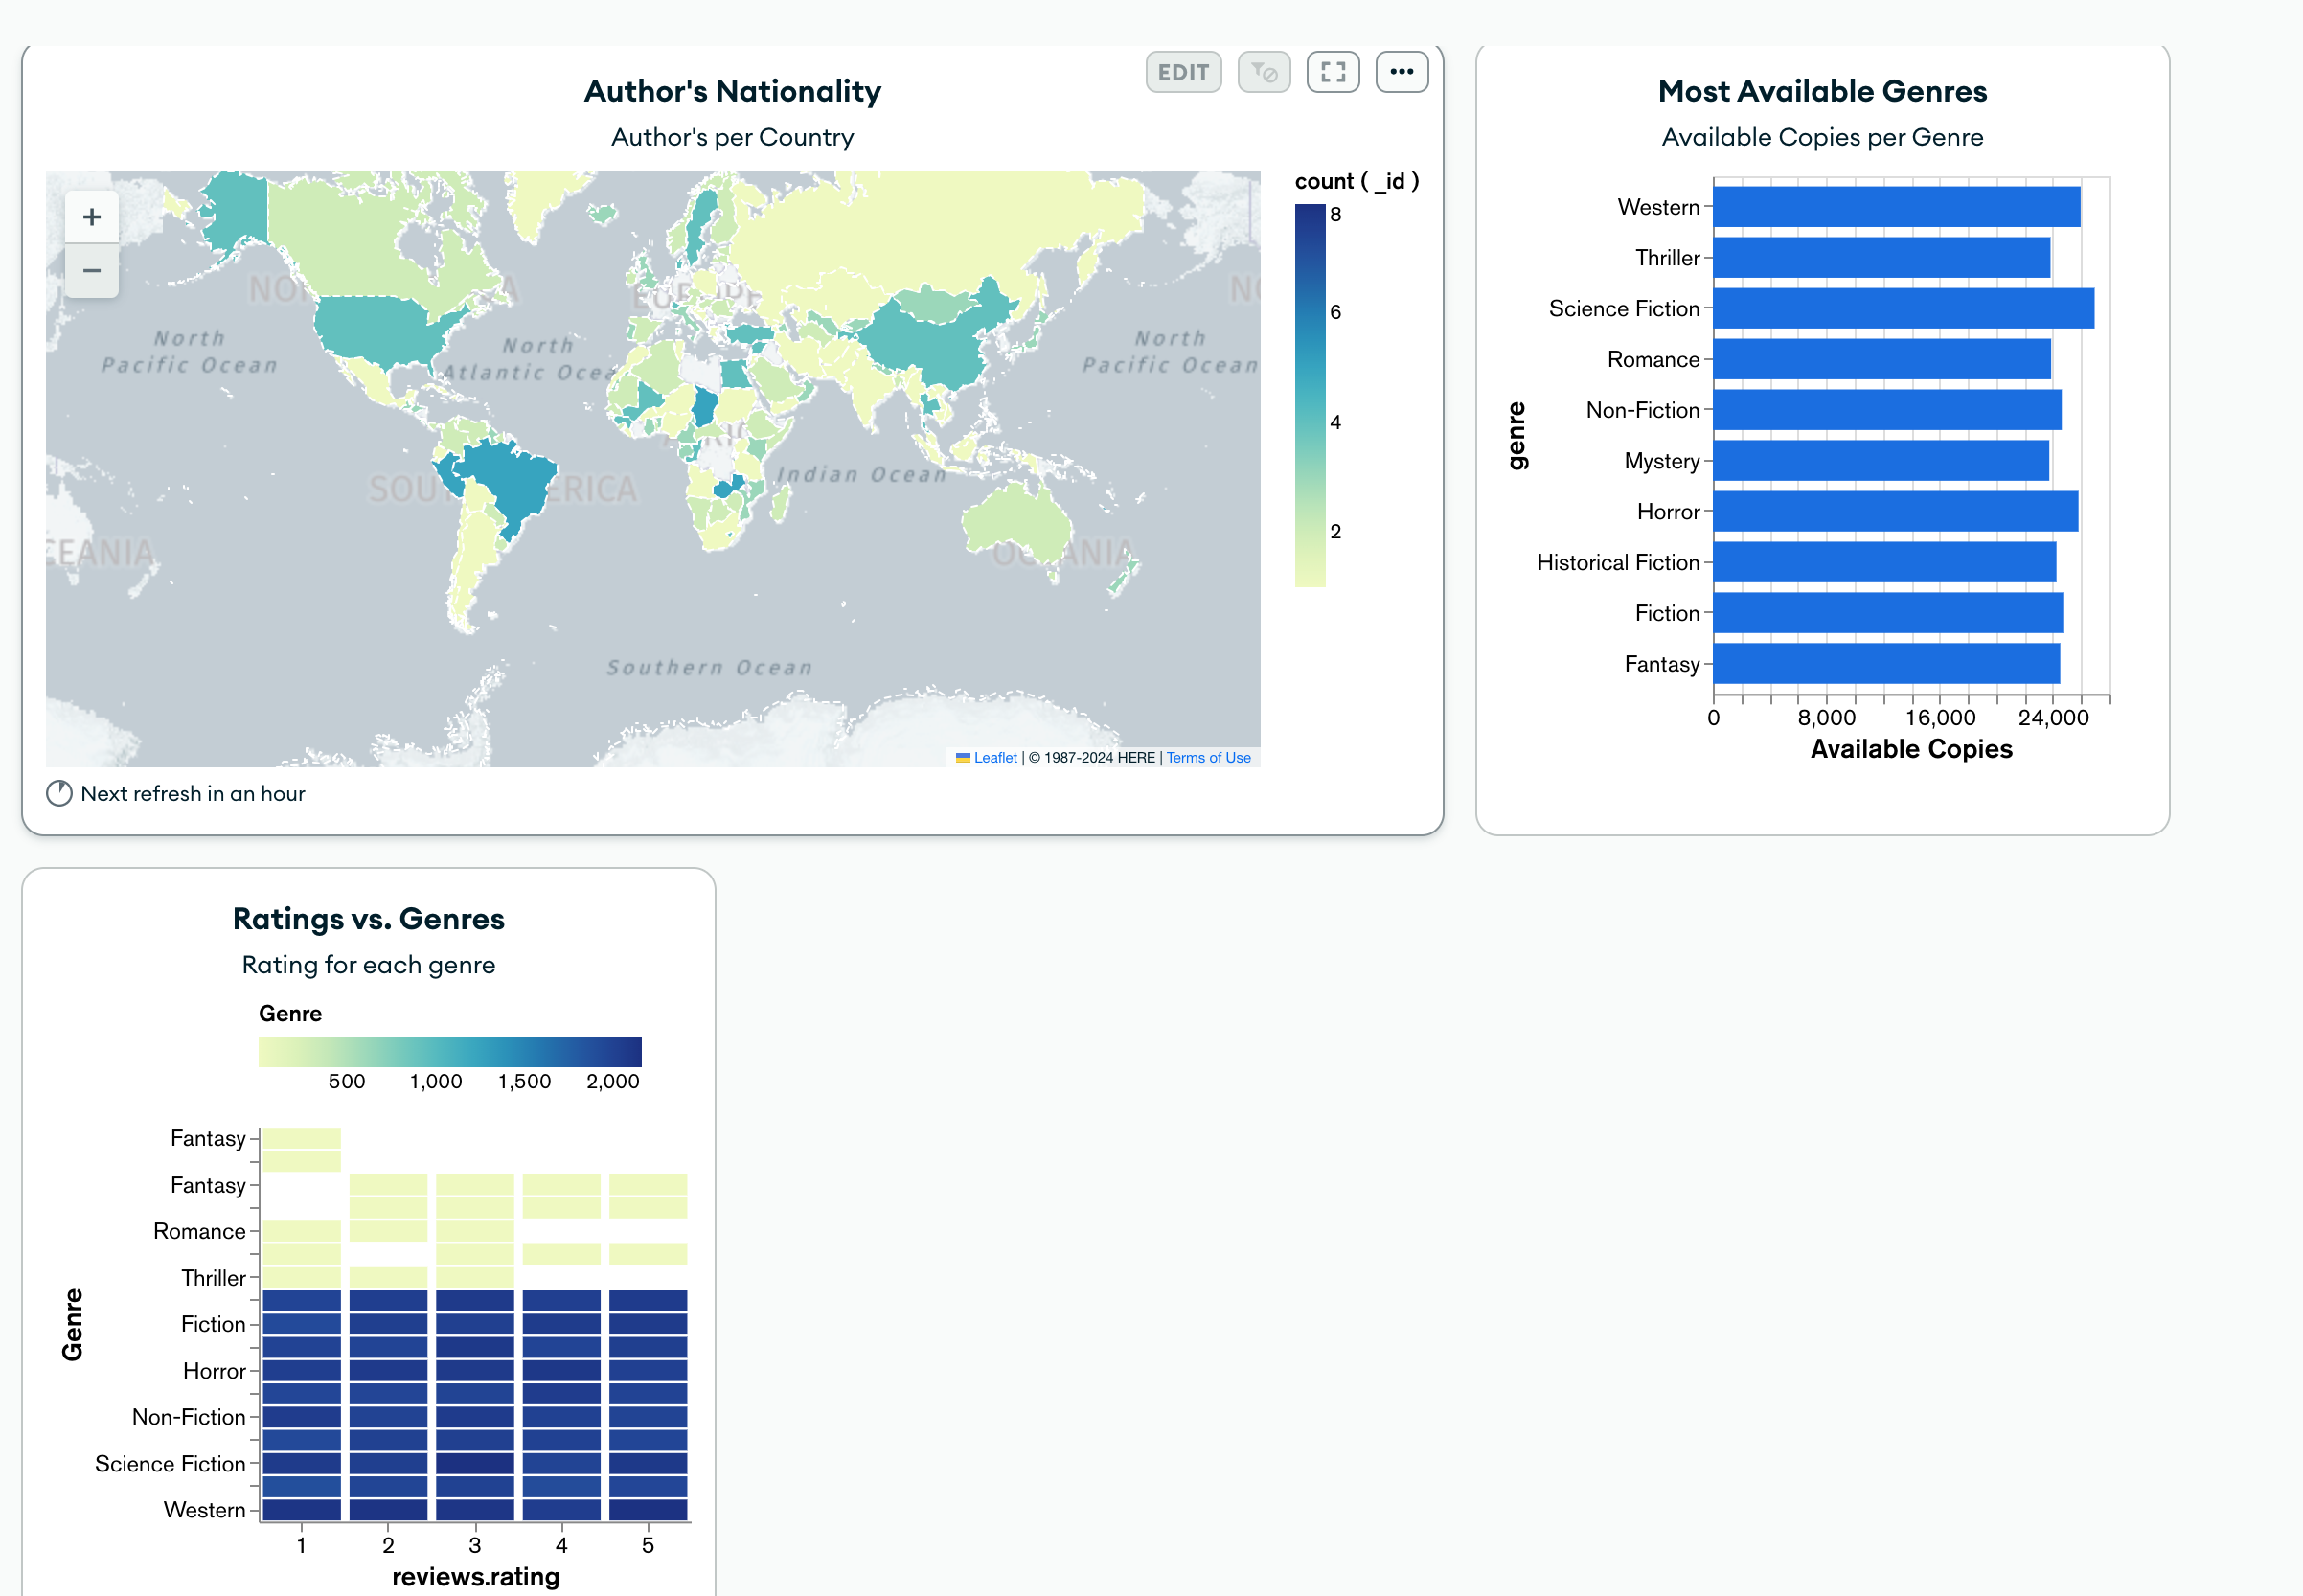 EDIT
Author's Nationality
Author's per Country
+
−
North
Pacific Ocean
North
Atlantic Ocea
North
Pacific Ocean
Indian Ocean
Southern Ocean
Leaflet | © 1987-2024 HERE | Terms of Use
count ( _id )
8
6
4
2
Next refresh in an hour
Most Available Genres
Available Copies per Genre
genre
Western
Thriller
Science Fiction
Romance
Non-Fiction
Mystery
Horror
Historical Fiction
Fiction
Fantasy
0 8,000 16,000 24,000
Available Copies
Ratings vs. Genres
Rating for each genre
Genre
500 1,000 1,500 2,000
Genre
Fantasy
Fantasy
Romance
Thriller
Fiction
Horror
Non-Fiction
Science Fiction
Western
1 2 3 4 5
reviews.rating